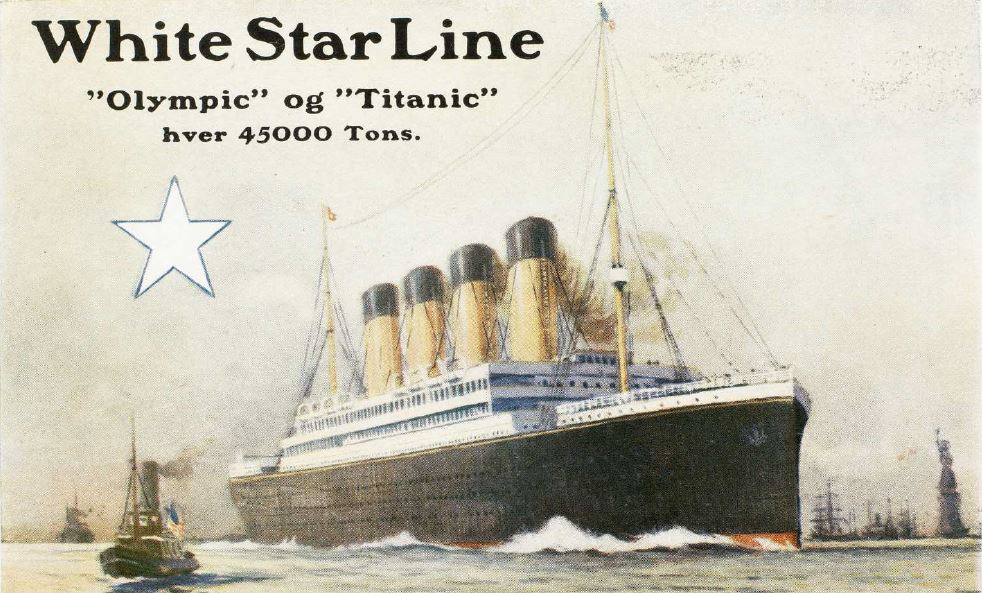 White Star Line
"Olympic" og "Titanic"
hver 45000 Tons.